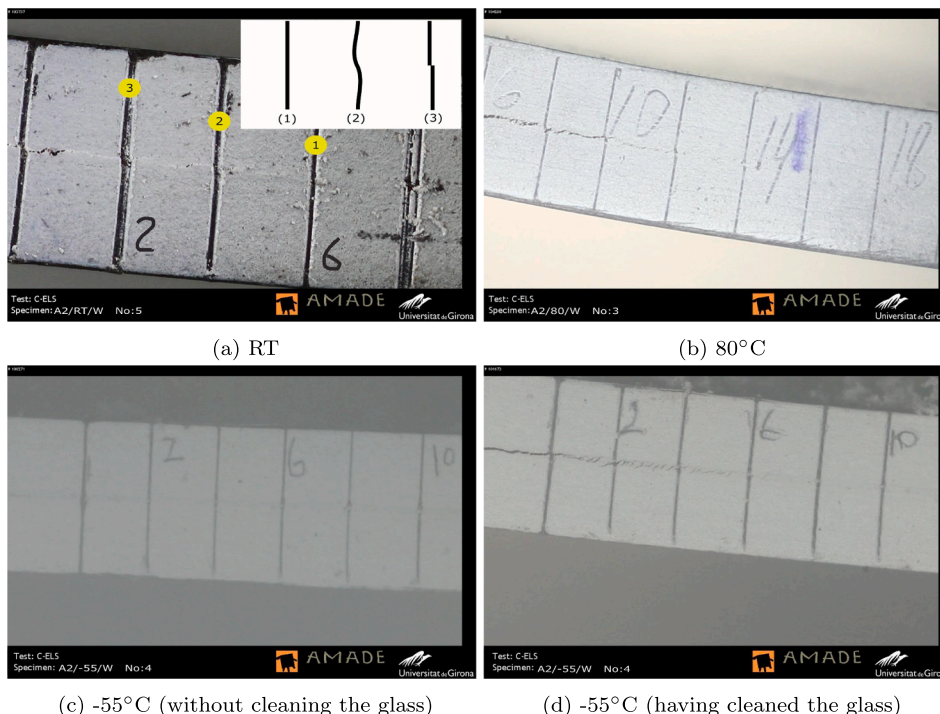 3
2
1
(1) (2) (3)
2
6
Test: C-ELS
Specimen: A2/RT/W No:5
AMADE
Universitat de Girona
(a) RT
6
10
14
18
Test: C-ELS
Specimen: A2/80/W No:3
AMADE
Universitat de Girona
(b) 80°C
2
6
10
Test: C-ELS
Specimen: A2/-55/W No:4
AMADE
Universitat de Girona
(c) -55°C (without cleaning the glass)
2
6
10
Test: C-ELS
Specimen: A2/-55/W No:4
AMADE
Universitat de Girona
(d) -55°C (having cleaned the glass)